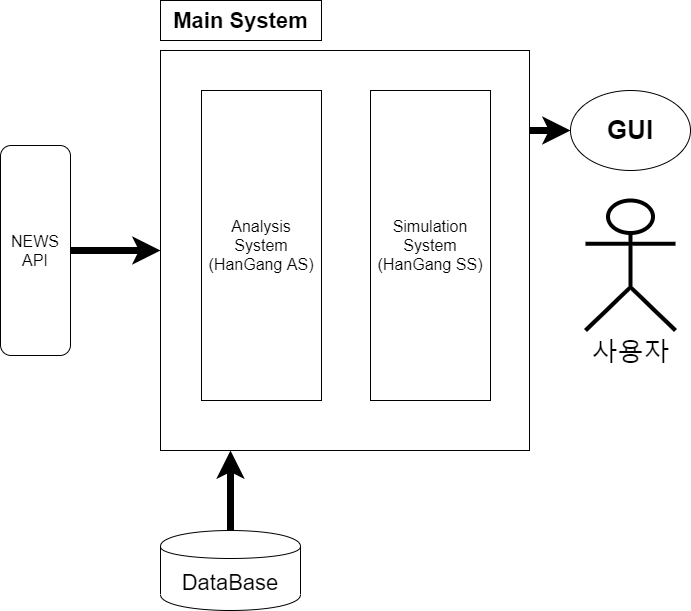 Main System
NEWS
API
Analysis
System
(HanGang AS)
Simulation
System
(HanGang SS)
GUI
사용자
DataBase